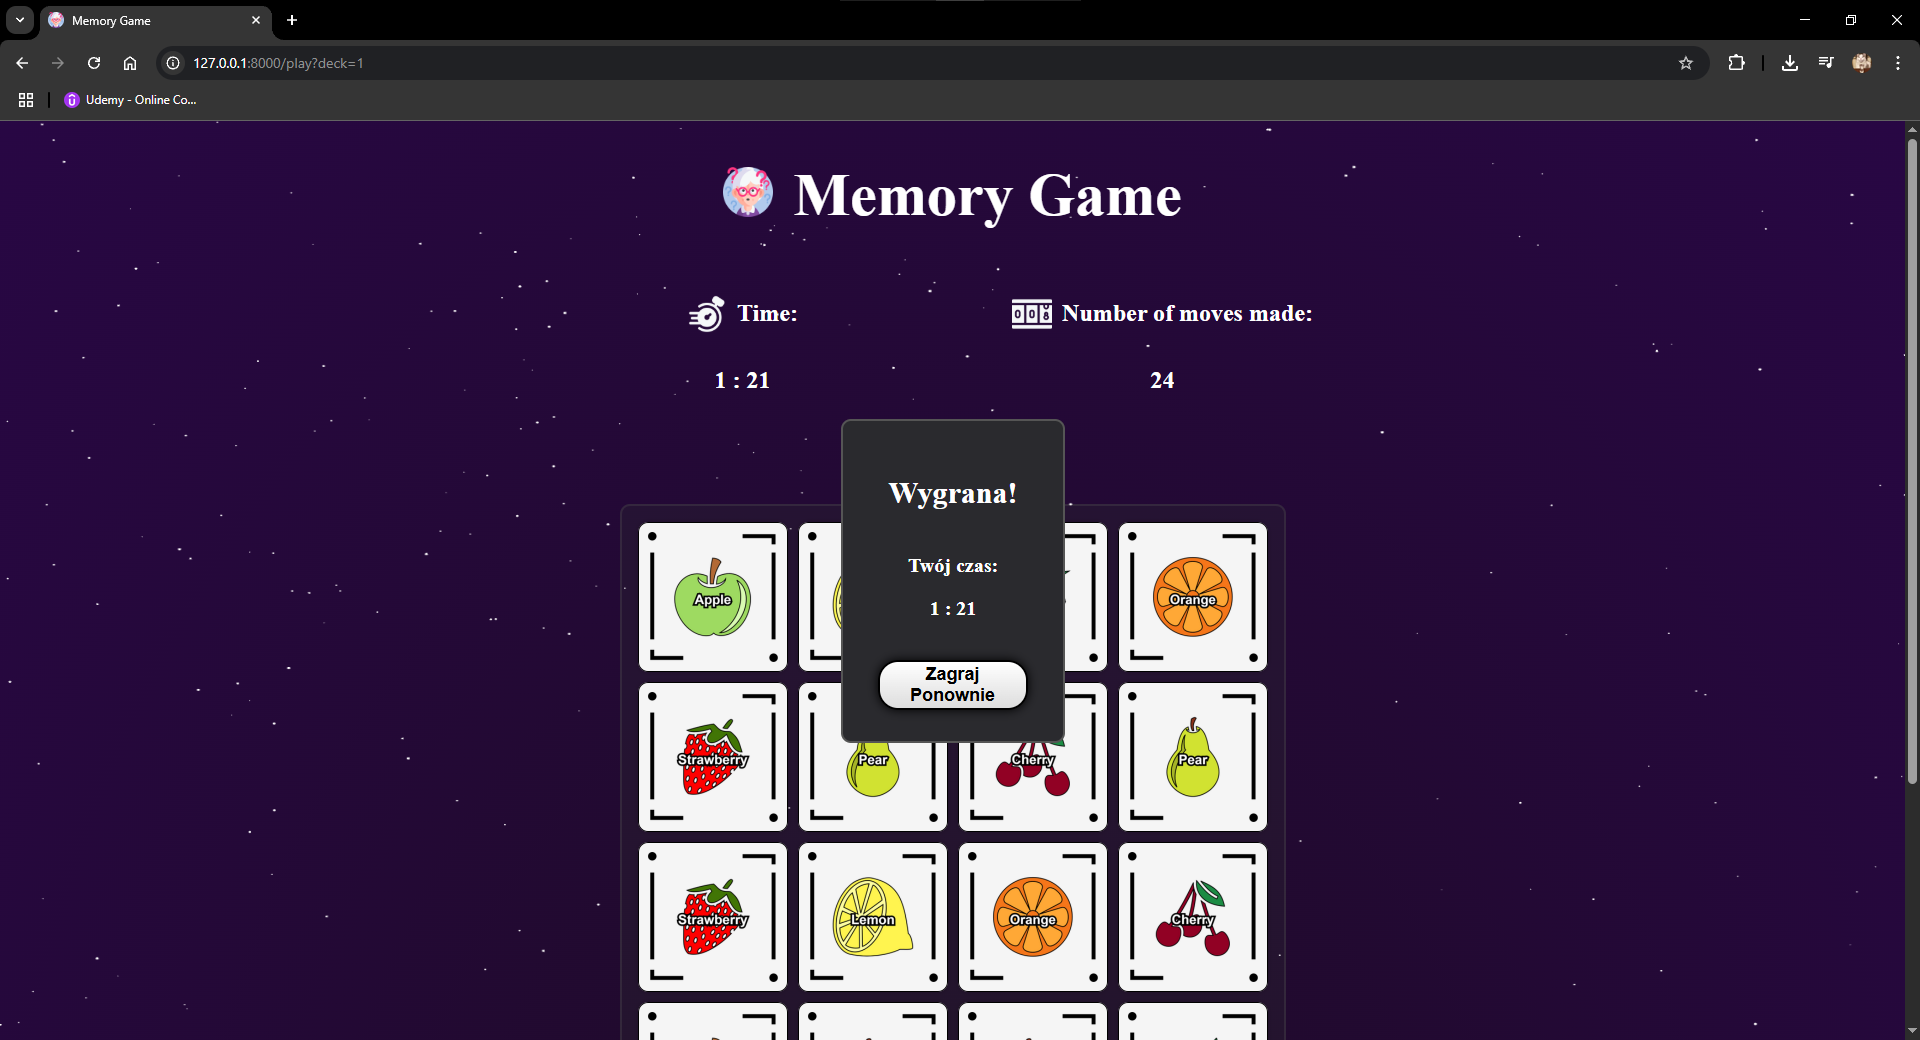 Memory Game
127.0.0.1:8000/play?deck=1
Udemy - Online Co...
Memory Game
Time:
Number of moves made:
1 : 21
24
Wygrana!
Twój czas:
1 : 21
Zagraj
Ponownie
Apple
Orange
Strawberry
Pear
Cherry
Pear
Strawberry
Lemon
Orange
Cherry